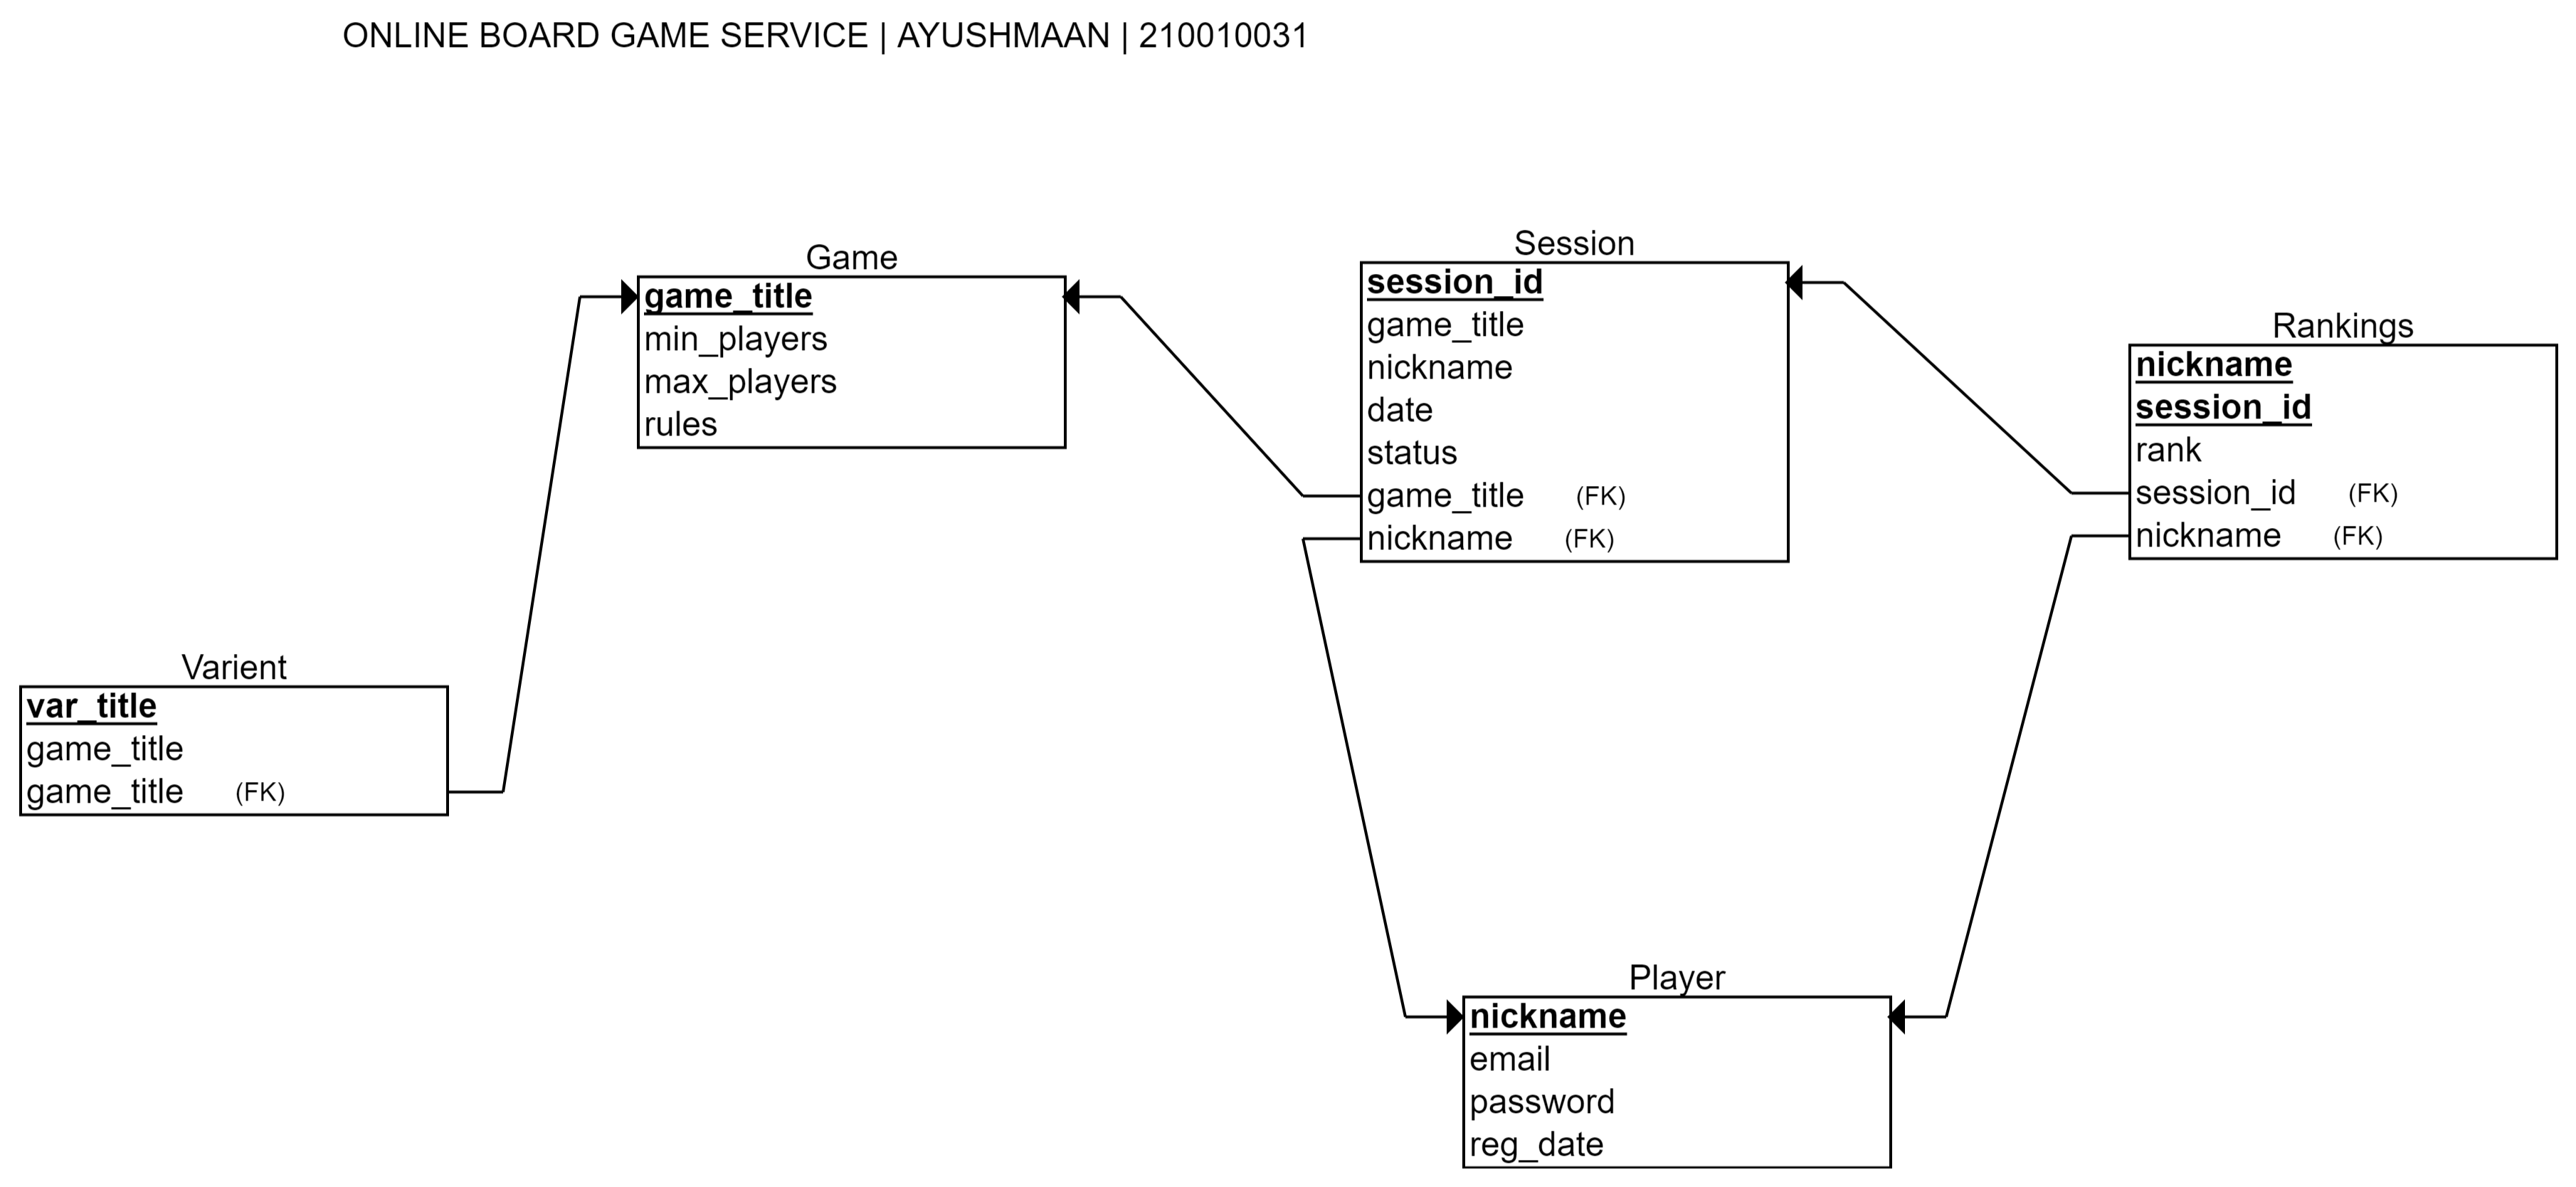 ONLINE BOARD GAME SERVICE | AYUSHMAAN | 210010031
Game
game_title
min_players
max_players
rules
Session
session_id
game_title
nickname
date
status
game_title (FK)
nickname (FK)
Rankings
nickname
session_id
rank
session_id (FK)
nickname (FK)
Varient
var_title
game_title
game_title (FK)
Player
nickname
email
password
reg_date